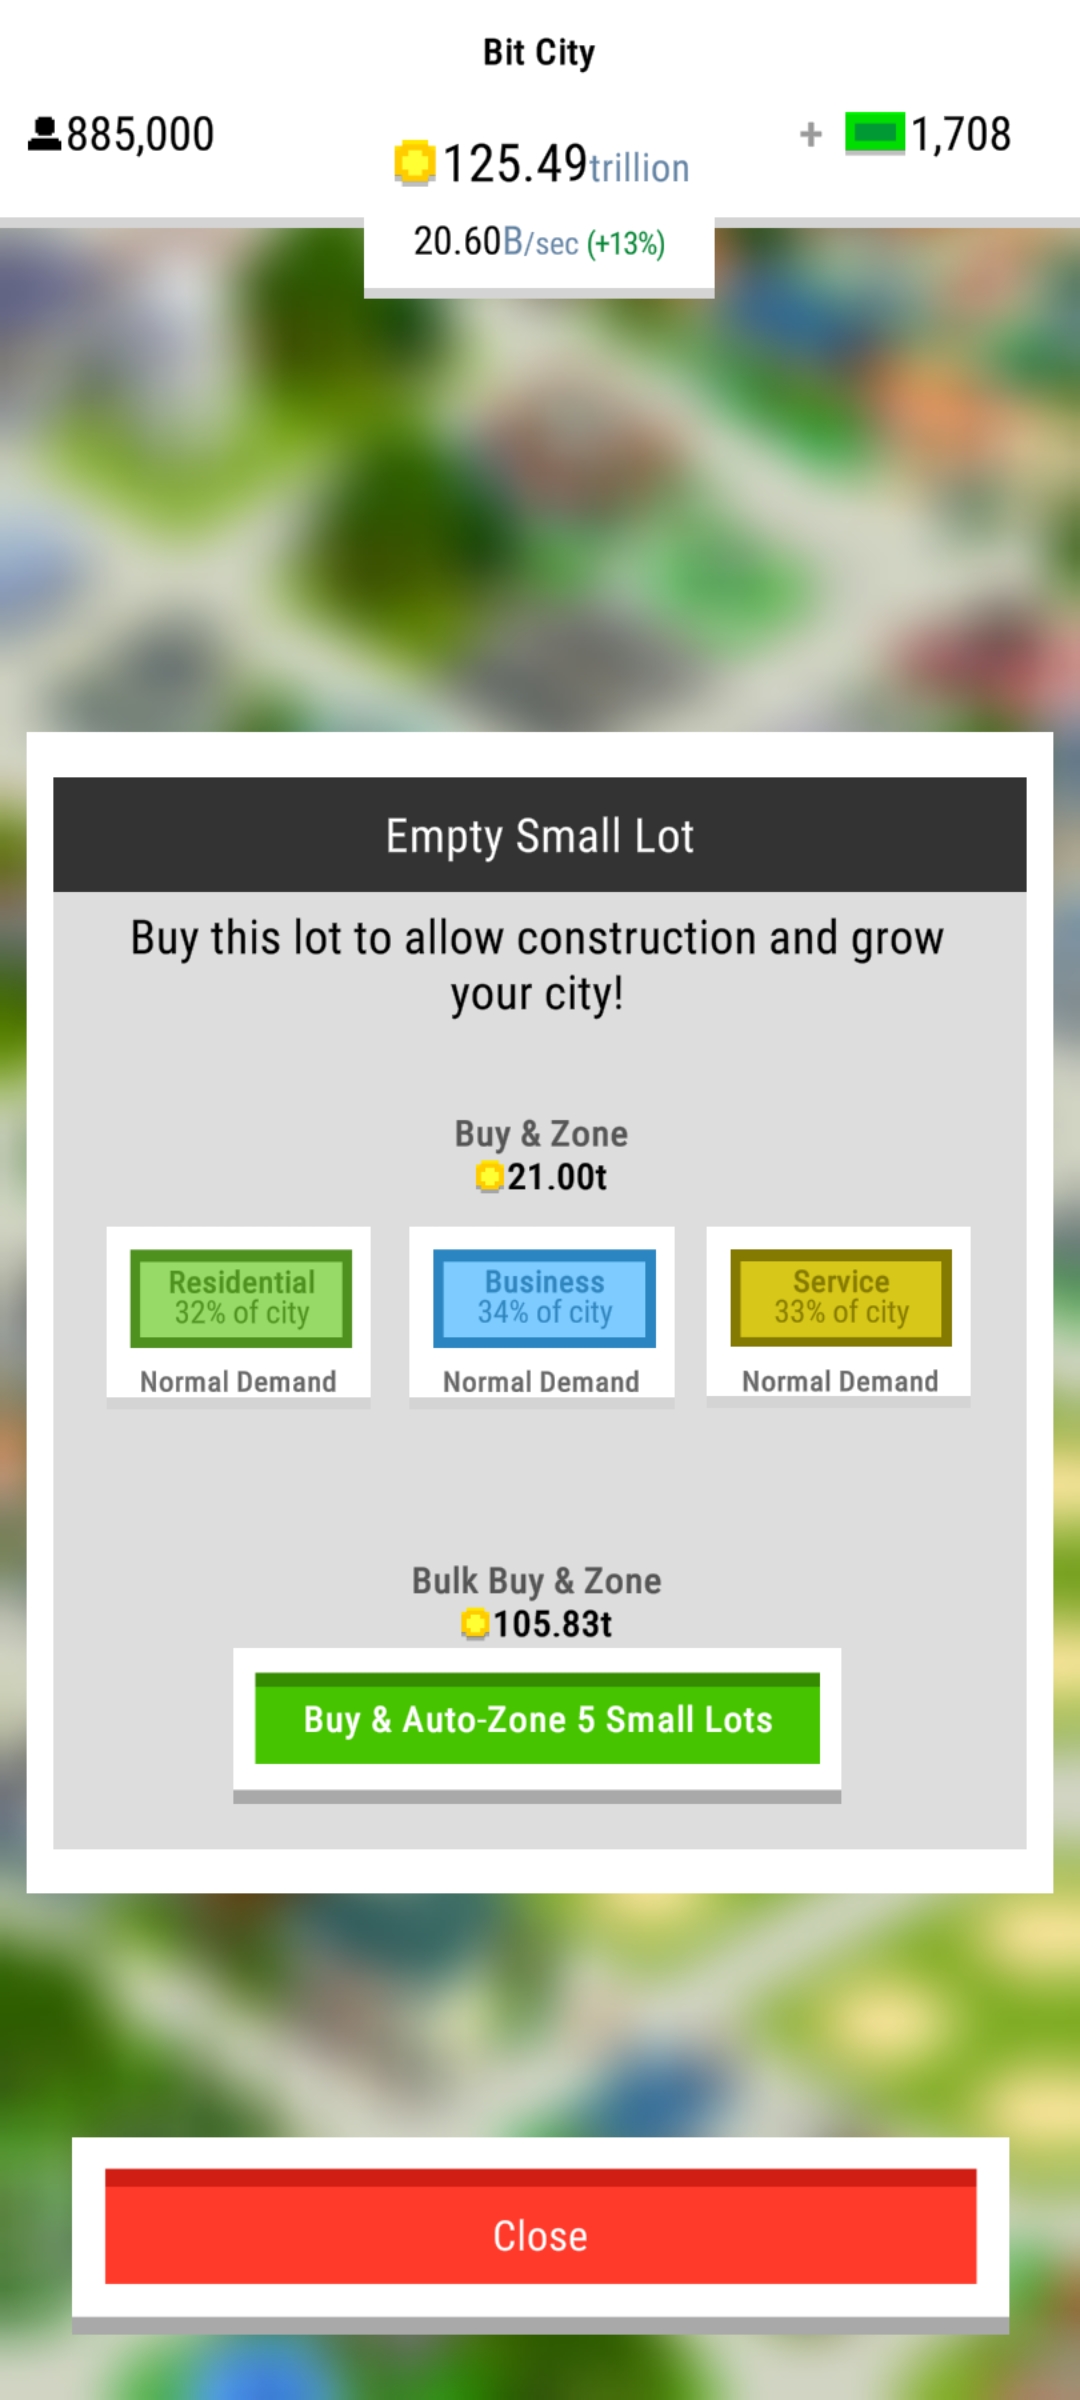 Bit City
885,000
125.49trillion
+ 1,708
20.60B/sec (+13%)
Empty Small Lot
Buy this lot to allow construction and grow
your city!
Buy & Zone
21.00t
Residential
32% of city
Normal Demand
Business
34% of city
Normal Demand
Service
33% of city
Normal Demand
Bulk Buy & Zone
105.83t
Buy & Auto-Zone 5 Small Lots
Close